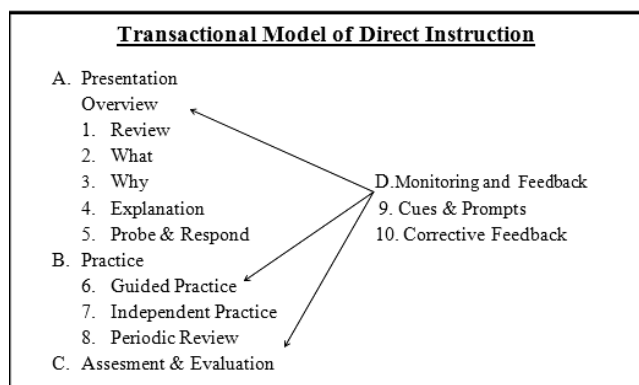 Transactional Model of Direct Instruction
A. Presentation
Overview
1. Review
2. What
3. Why
4. Explanation
5. Probe & Respond
B. Practice
6. Guided Practice
7. Independent Practice
8. Periodic Review
C. Assesment & Evaluation
D.Monitoring and Feedback
9. Cues & Prompts
10. Corrective Feedback